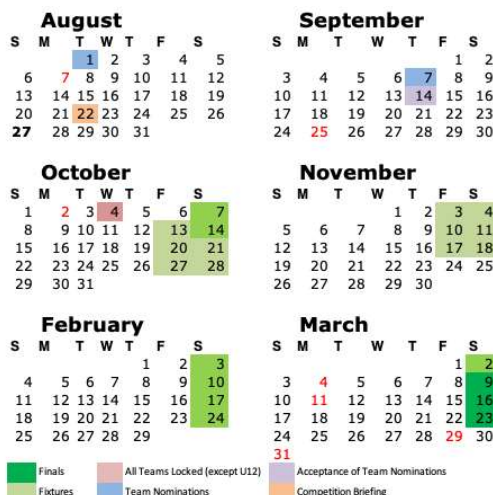 August September
S M T W T F S S M T W T F S
1 2 3 4 5 1 2
6 7 8 9 10 11 12 3 4 5 6 7 8 9
13 14 15 16 17 18 19 10 11 12 13 14 15 16
20 21 22 23 24 25 26 17 18 19 20 21 22 23
27 28 29 30 31 24 25 26 27 28 29 30
October November
S M T W T F S S M T W T F S
1 2 3 4 5 6 7 1 2 3 4
8 9 10 11 12 13 14 5 6 7 8 9 10 11
15 16 17 18 19 20 21 12 13 14 15 16 17 18
22 23 24 25 26 27 28 19 20 21 22 23 24 25
29 30 31 26 27 28 29 30
February March
S M T W T F S S M T W T F S
1 2 3 1 2
4 5 6 7 8 9 10 3 4 5 6 7 8 9
11 12 13 14 15 16 17 10 11 12 13 14 15 16
18 19 20 21 22 23 24 17 18 19 20 21 22 23
25 26 27 28 29 24 25 26 27 28 29 30
31
Finals All Teams Locked (except U12) Acceptance of Team Nominations
Fixtures Team Nominations Competition Briefing